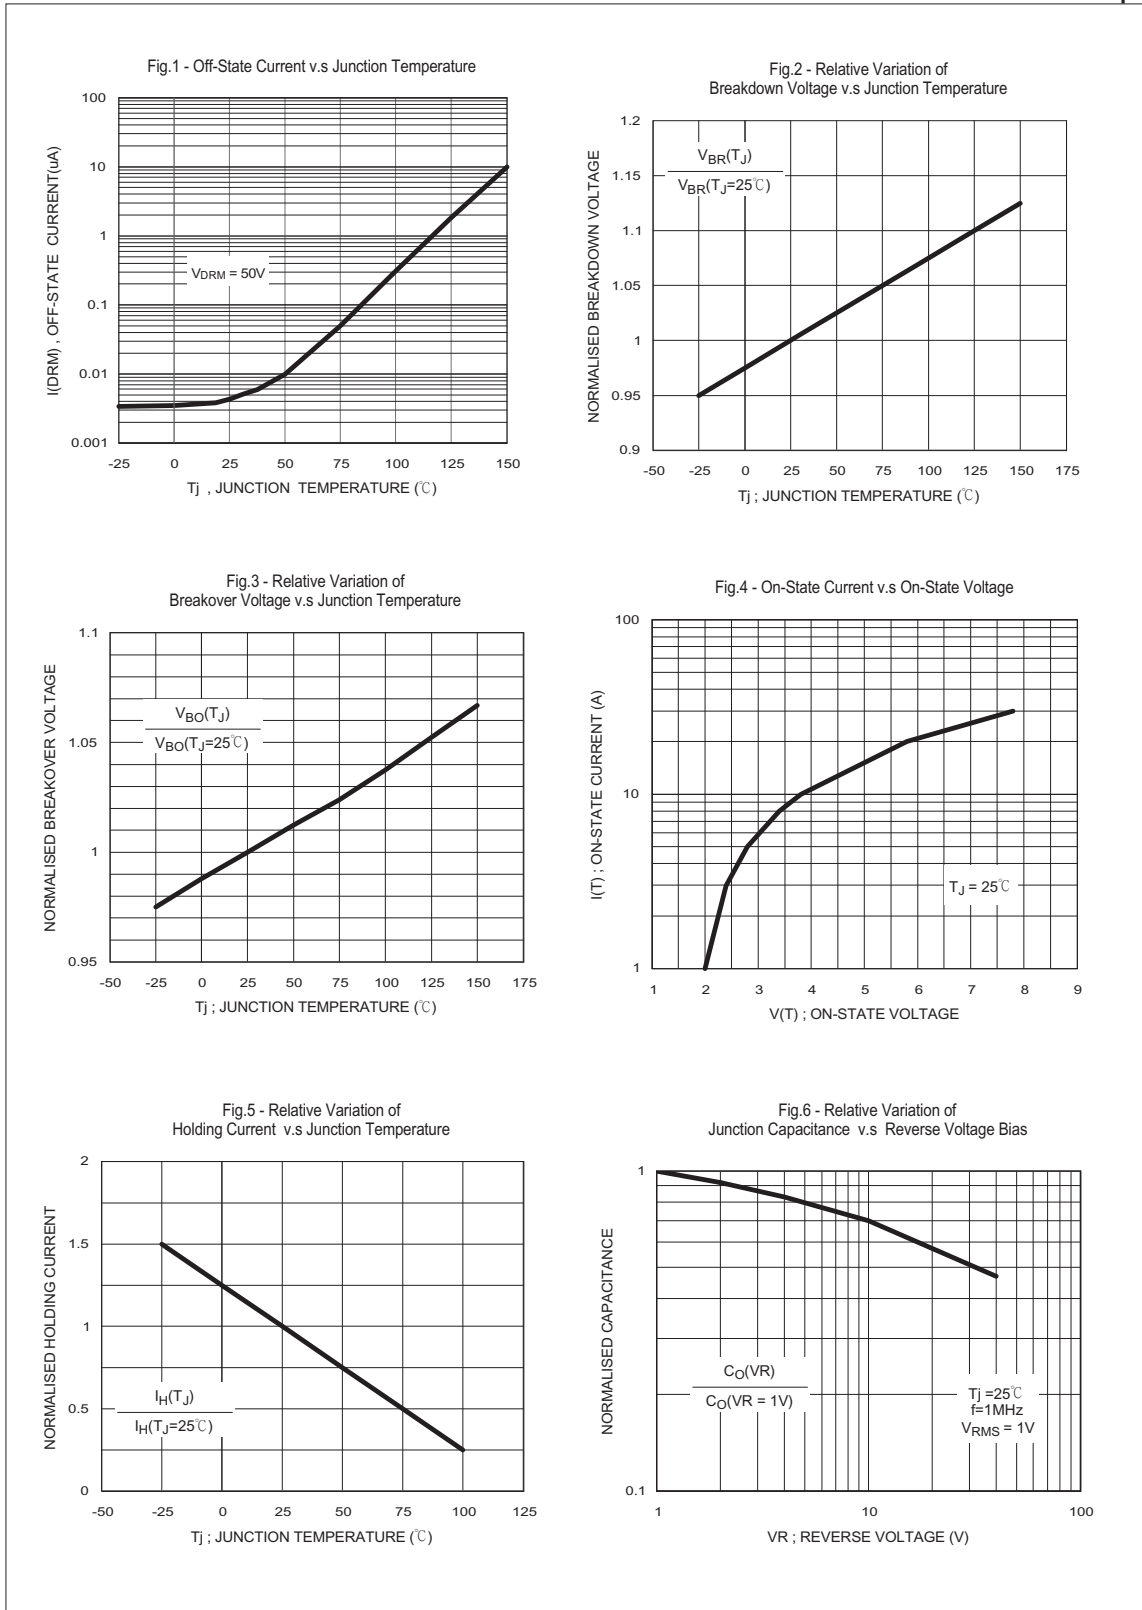 Fig.1 - Off-State Current v.s Junction Temperature
100
10
1
0.1
0.01
0.001
I(DRM) , OFF-STATE CURRENT(uA)
VDRM = 50V
-25 0 25 50 75 100 125 150
Tj , JUNCTION TEMPERATURE (℃)
Fig.2 - Relative Variation of
Breakdown Voltage v.s Junction Temperature
1.2
1.15
1.1
1.05
1
0.95
0.9
NORMALISED BREAKDOWN VOLTAGE
VBR(TJ)
VBR(TJ=25℃)
-50 -25 0 25 50 75 100 125 150 175
Tj ; JUNCTION TEMPERATURE (℃)
Fig.3 - Relative Variation of
Breakover Voltage v.s Junction Temperature
1.1
1.05
1
0.95
NORMALISED BREAKOVER VOLTAGE
VBO(TJ)
VBO(TJ=25℃)
-50 -25 0 25 50 75 100 125 150 175
Tj ; JUNCTION TEMPERATURE (℃)
Fig.4 - On-State Current v.s On-State Voltage
100
10
1
I(T) ; ON-STATE CURRENT (A)
TJ = 25℃
1 2 3 4 5 6 7 8 9
V(T) ; ON-STATE VOLTAGE
Fig.5 - Relative Variation of
Holding Current v.s Junction Temperature
2
1.5
1
0.5
0
NORMALISED HOLDING CURRENT
IH(TJ)
IH(TJ=25℃)
-50 -25 0 25 50 75 100 125
Tj ; JUNCTION TEMPERATURE (℃)
Fig.6 - Relative Variation of
Junction Capacitance v.s Reverse Voltage Bias
1
0.1
NORMALISED CAPACITANCE
CO(VR)
CO(VR = 1V)
Tj =25℃
f=1MHz
VRMS = 1V
1 10 100
VR ; REVERSE VOLTAGE (V)